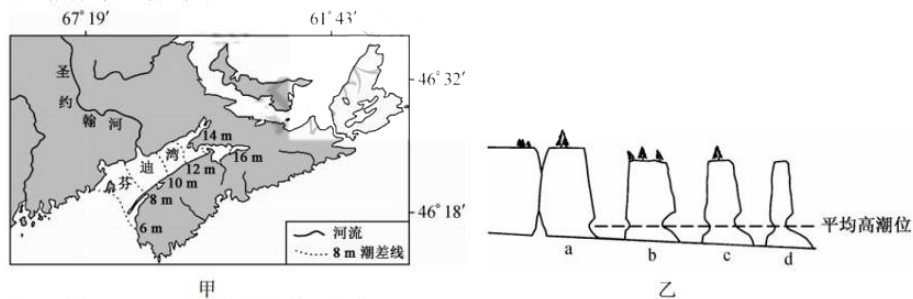 67°19′
61°43′
46°32′
46°18′
圣约翰河
芬迪湾
14 m
16 m
12 m
10 m
8 m
6 m
河流
8 m 潮差线
甲
a
b
c
d
平均高潮位
乙